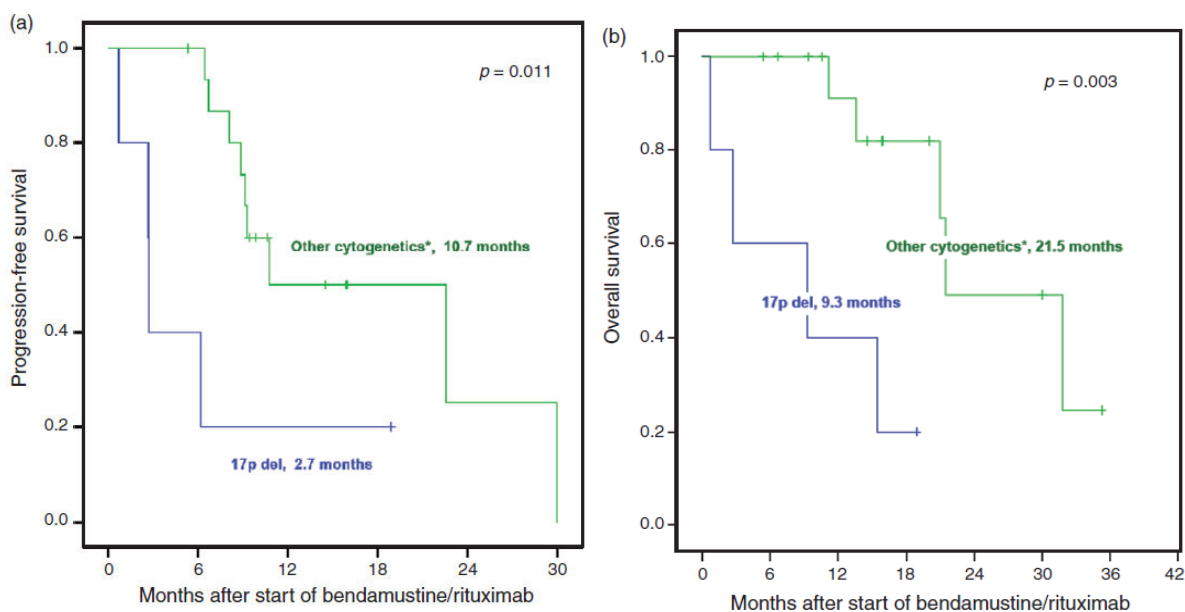 (a)
Progression-free survival
1.0
0.8
0.6
0.4
0.2
0.0
p = 0.011
Other cytogenetics*, 10.7 months
17p del, 2.7 months
0 6 12 18 24 30
Months after start of bendamustine/rituximab
(b)
Overall survival
1.0
0.8
0.6
0.4
0.2
0.0
p = 0.003
Other cytogenetics*, 21.5 months
17p del, 9.3 months
0 6 12 18 24 30 36 42
Months after start of bendamustine/rituximab